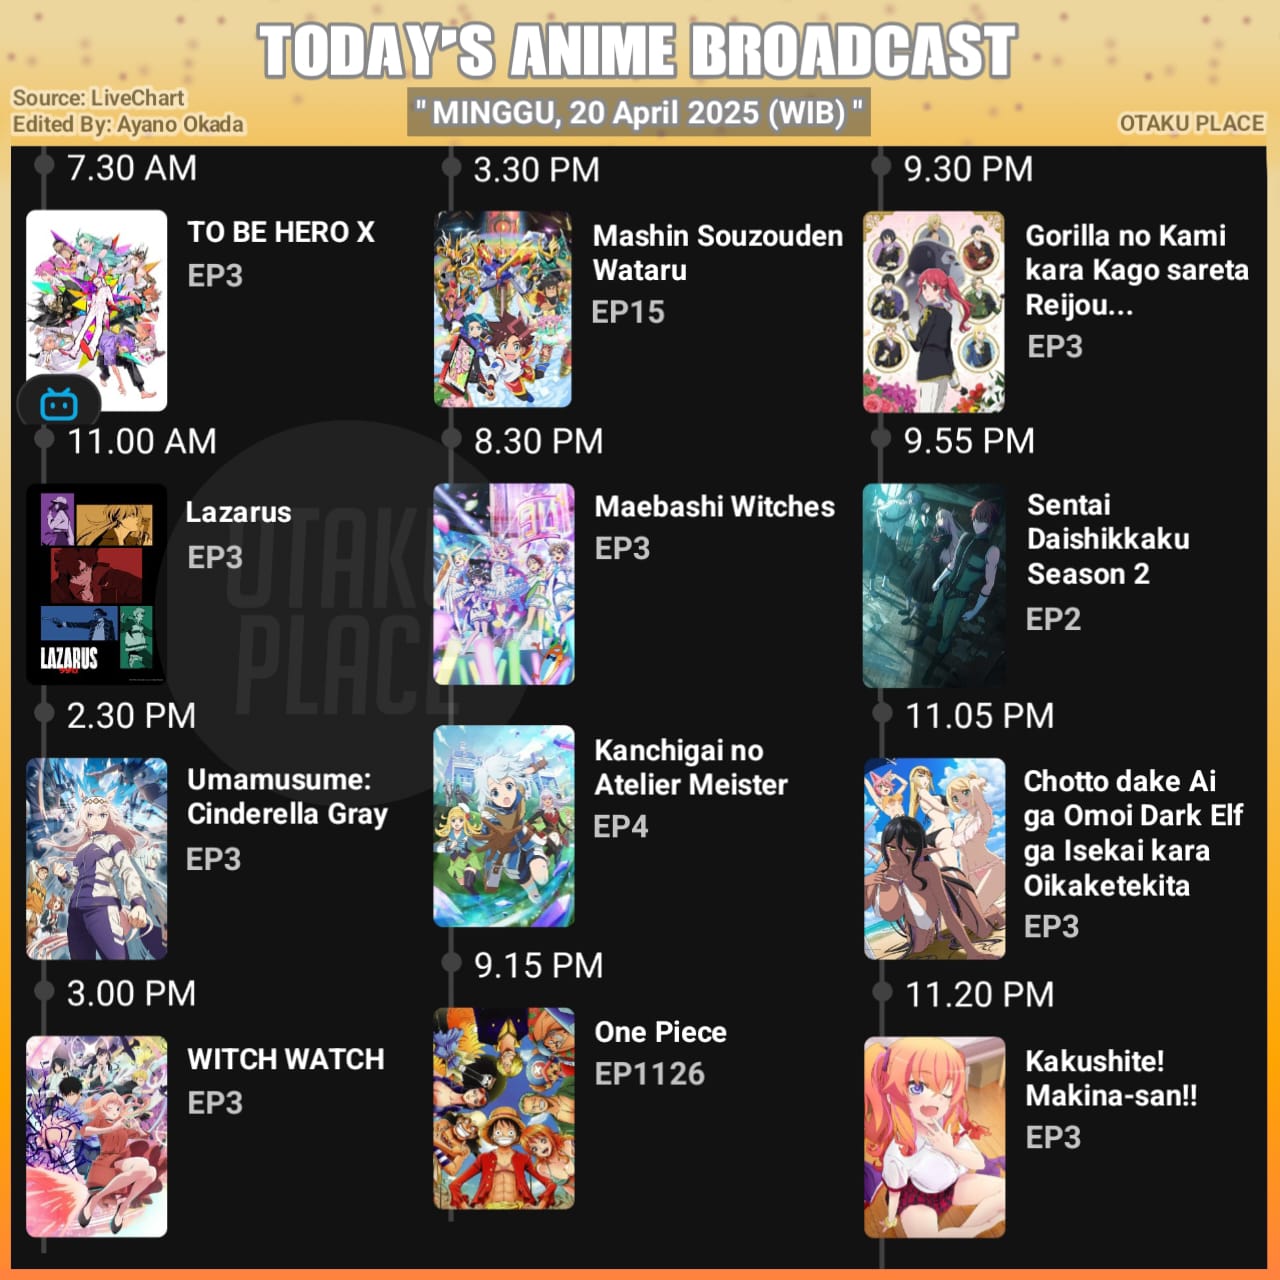 TODAY'S ANIME BROADCAST
Source: LiveChart
Edited By: Ayano Okada
" MINGGU, 20 April 2025 (WIB) "
OTAKU PLACE
7.30 AM
TO BE HERO X
EP3
11.00 AM
Lazarus
EP3
LAZARUS
2.30 PM
Umamusume:
Cinderella Gray
EP3
3.00 PM
WITCH WATCH
EP3
3.30 PM
Mashin Souzouden
Wataru
EP15
8.30 PM
Maebashi Witches
EP3
Kanchigai no
Atelier Meister
EP4
9.15 PM
One Piece
EP1126
9.30 PM
Gorilla no Kami
kara Kago sareta
Reijou...
EP3
9.55 PM
Sentai
Daishikkaku
Season 2
EP2
11.05 PM
Chotto dake Ai
ga Omoi Dark Elf
ga Isekai kara
Oikaketekita
EP3
11.20 PM
Kakushite!
Makina-san!!
EP3
OTAKU
PLACE